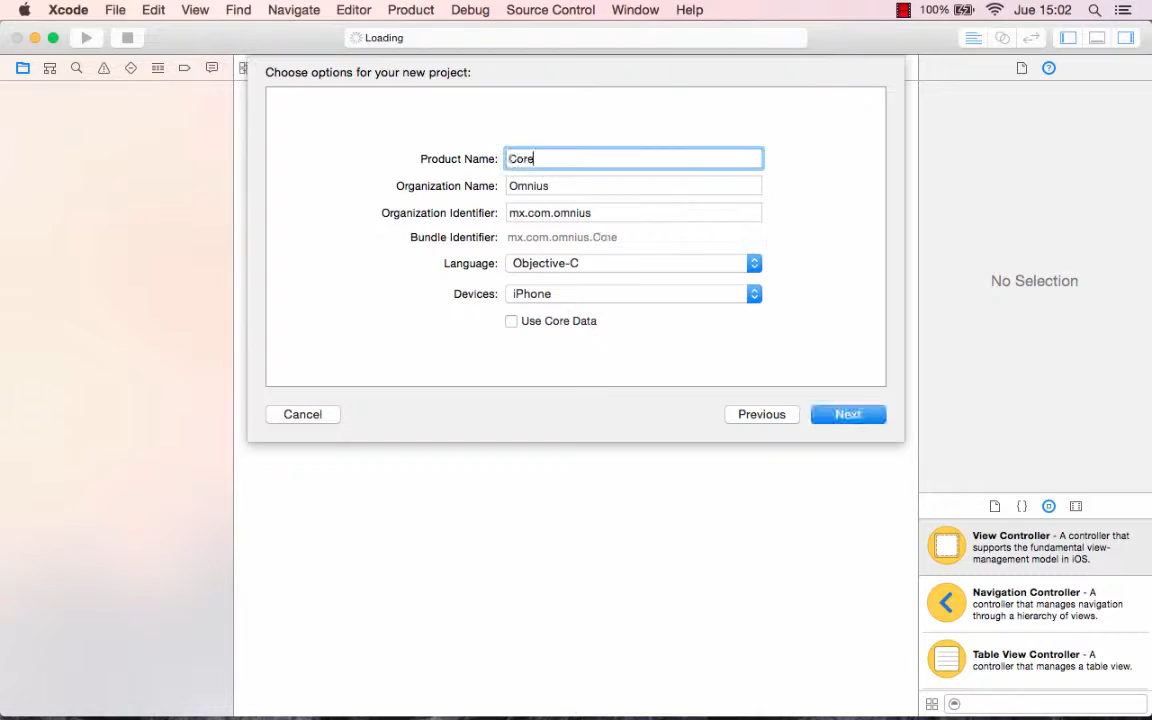 Xcode File Edit View Find Navigate Editor Product Debug Source Control Window Help 100% Jue 15:02
Loading
Choose options for your new project:
Product Name: Core
Organization Name: Omnius
Organization Identifier: mx.com.omnius
Bundle Identifier: mx.com.omnius.Core
Language: Objective-C
Devices: iPhone
Use Core Data
Cancel Previous Next
No Selection
{}
View Controller - A controller that
supports the fundamental view-
management model in iOS.
Navigation Controller - A
controller that manages navigation
through a hierarchy of views.
Table View Controller - A
controller that manages a table view.